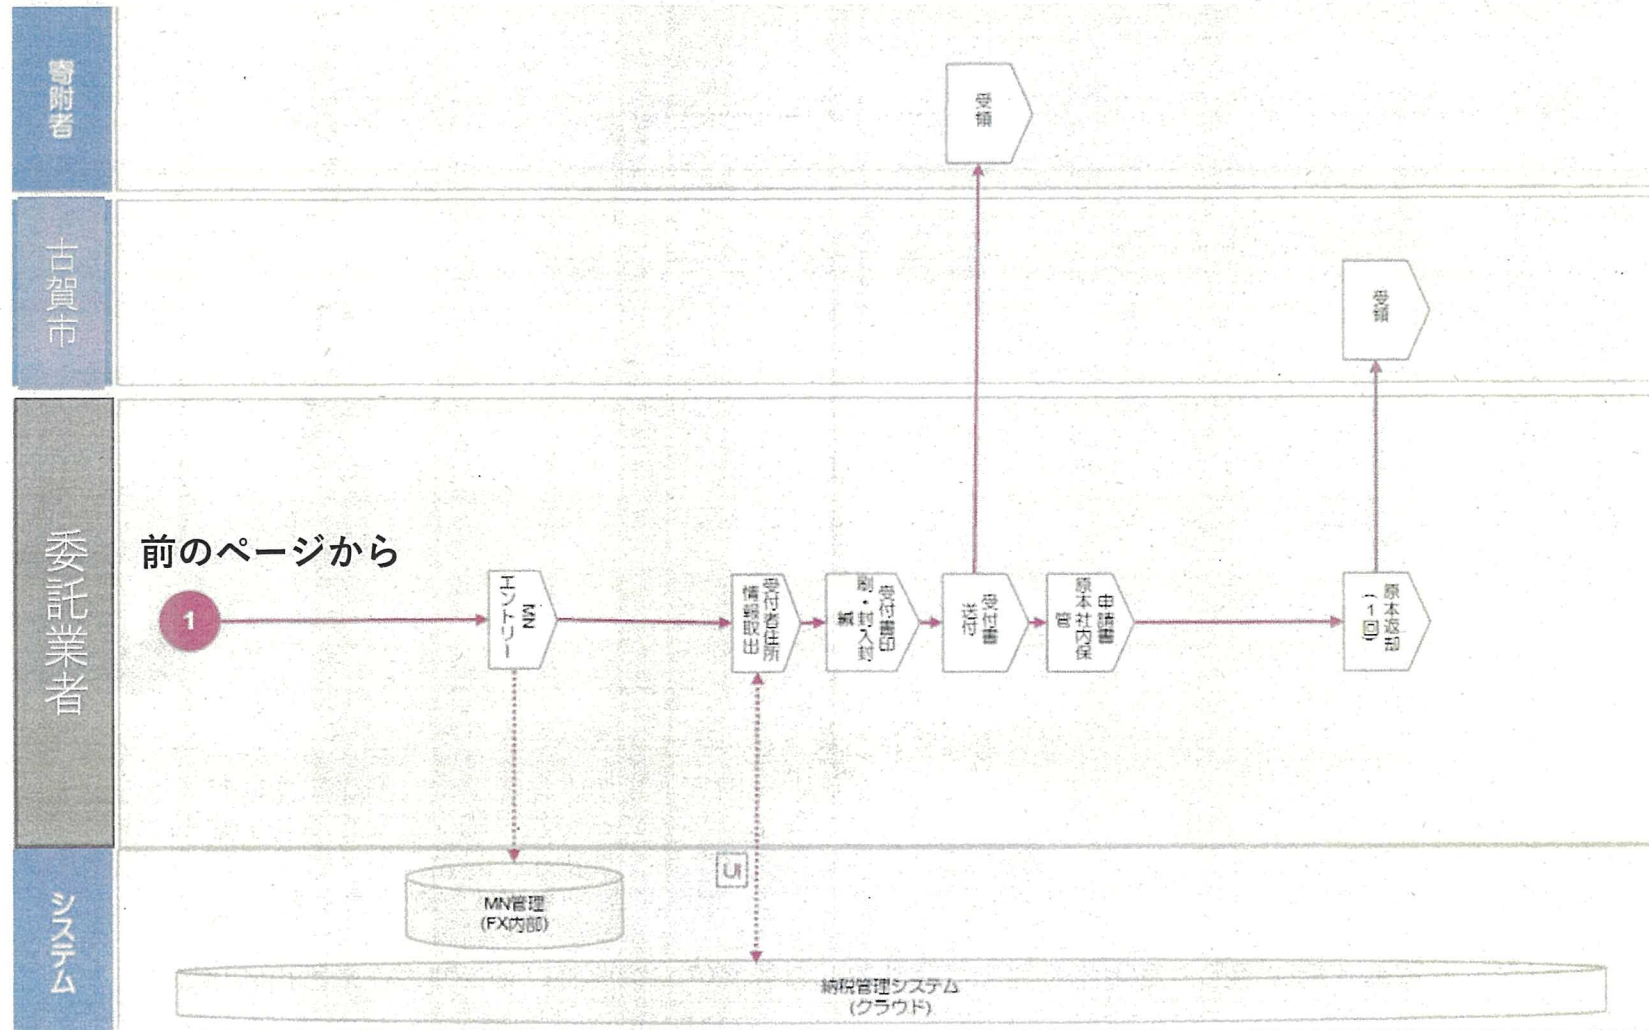 寄附者
受領
古賀市
受領
委託業者
前のページから
1
MN
エントリー
受付者住所
情報取出
受付書印
刷・封入封
緘
受付書
送付
申請書
原本社内保
管
原本返却
(1回)
システム
UI
MN管理
(FX内部)
納税管理システム
(クラウド)